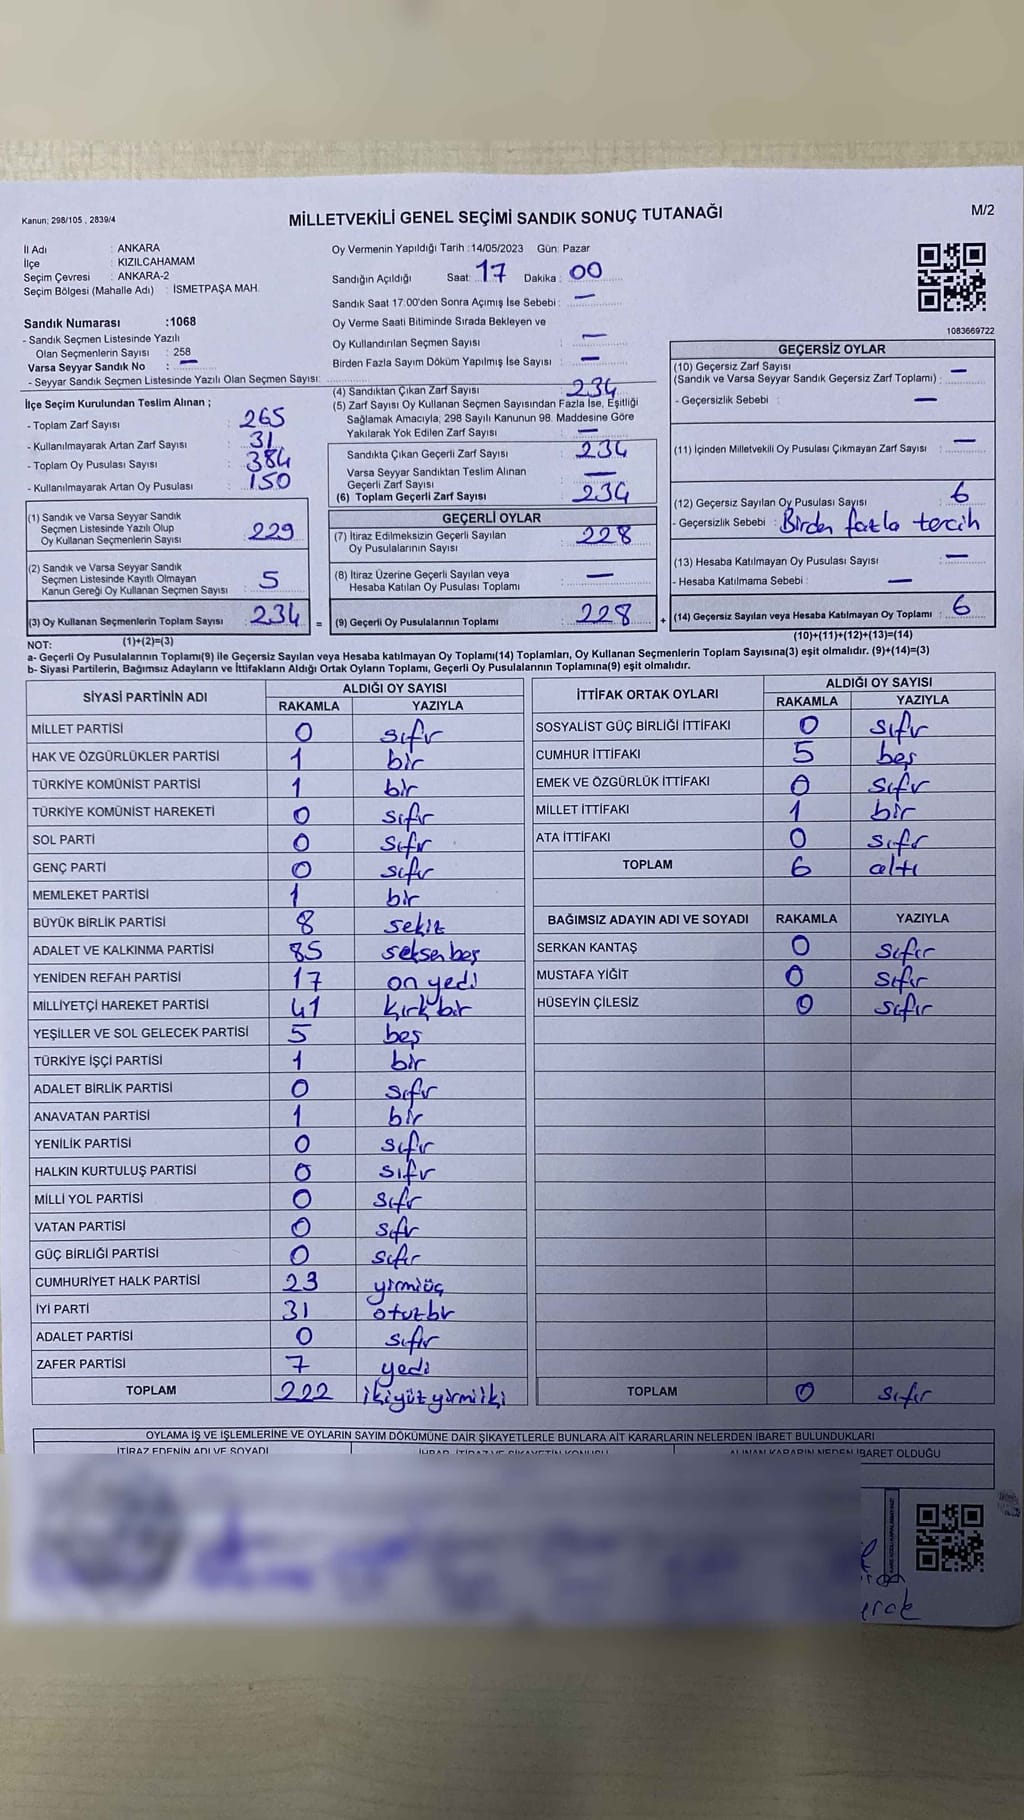 Kanun; 298/105 , 2839/4
MİLLETVEKİLİ GENEL SEÇİMİ SANDIK SONUÇ TUTANAĞI
M/2
İl Adı : ANKARA
İlçe : KIZILCAHAMAM
Seçim Çevresi : ANKARA-2
Seçim Bölgesi (Mahalle Adı) : İSMETPAŞA MAH.
Sandık Numarası :1068
- Sandık Seçmen Listesinde Yazılı
Olan Seçmenlerin Sayısı : 258
Varsa Seyyar Sandık No : —
- Seyyar Sandık Seçmen Listesinde Yazılı Olan Seçmen Sayısı:
İlçe Seçim Kurulundan Teslim Alınan ;
- Toplam Zarf Sayısı : 265
- Kullanılmayarak Artan Zarf Sayısı : 31
- Toplam Oy Pusulası Sayısı : 384
- Kullanılmayarak Artan Oy Pusulası : 150
(1) Sandık ve Varsa Seyyar Sandık
Seçmen Listesinde Yazılı Olup
Oy Kullanan Seçmenlerin Sayısı : 229
(2) Sandık ve Varsa Seyyar Sandık
Seçmen Listesinde Kayıtlı Olmayan
Kanun Gereği Oy Kullanan Seçmen Sayısı : 5
(3) Oy Kullanan Seçmenlerin Toplam Sayısı : 234 =
Oy Vermenin Yapıldığı Tarih :14/05/2023 Gün: Pazar
Sandığın Açıldığı Saat: 17 Dakika : 00
Sandık Saat 17:00'den Sonra Açımış İse Sebebi : —
Oy Verme Saati Bitiminde Sırada Bekleyen ve
Oy Kullandırılan Seçmen Sayısı : —
Birden Fazla Sayım Döküm Yapılmış İse Sayısı : —
(4) Sandıktan Çıkan Zarf Sayısı : 234
(5) Zarf Sayısı Oy Kullanan Seçmen Sayısından Fazla İse, Eşitliği
Sağlamak Amacıyla, 298 Sayılı Kanunun 98. Maddesine Göre
Yakılarak Yok Edilen Zarf Sayısı : —
Sandıkta Çıkan Geçerli Zarf Sayısı : 234
Varsa Seyyar Sandıktan Teslim Alınan
Geçerli Zarf Sayısı : —
(6) Toplam Geçerli Zarf Sayısı : 234
GEÇERLİ OYLAR
(7) İtiraz Edilmeksizin Geçerli Sayılan
Oy Pusulalarının Sayısı : 228
(8) İtiraz Üzerine Geçerli Sayılan veya
Hesaba Katılan Oy Pusulası Toplamı : —
(9) Geçerli Oy Pusulalarının Toplamı : 228 +
1083669722
GEÇERSİZ OYLAR
(10) Geçersiz Zarf Sayısı
(Sandık ve Varsa Seyyar Sandık Geçersiz Zarf Toplamı) : —
- Geçersizlik Sebebi : —
(11) İçinden Milletvekili Oy Pusulası Çıkmayan Zarf Sayısı : —
(12) Geçersiz Sayılan Oy Pusulası Sayısı : 6
- Geçersizlik Sebebi : Birden fazla tercih
(13) Hesaba Katılmayan Oy Pusulası Sayısı : —
- Hesaba Katılmama Sebebi : —
(14) Geçersiz Sayılan veya Hesaba Katılmayan Oy Toplamı : 6
NOT: (1)+(2)=(3) (10)+(11)+(12)+(13)=(14)
a- Geçerli Oy Pusulalarının Toplamı(9) ile Geçersiz Sayılan veya Hesaba katılmayan Oy Toplamı(14) Toplamları, Oy Kullanan Seçmenlerin Toplam Sayısına(3) eşit olmalıdır. (9)+(14)=(3)
b- Siyasi Partilerin, Bağımsız Adayların ve İttifakların Aldığı Ortak Oyların Toplamı, Geçerli Oy Pusulalarının Toplamına(9) eşit olmalıdır.
SİYASİ PARTİNİN ADI ALDIĞI OY SAYISI
RAKAMLA YAZIYLA
MİLLET PARTİSİ 0 sıfır
HAK VE ÖZGÜRLÜKLER PARTİSİ 1 bir
TÜRKİYE KOMÜNİST PARTİSİ 1 bir
TÜRKİYE KOMÜNİST HAREKETİ 0 sıfır
SOL PARTİ 0 sıfır
GENÇ PARTİ 0 sıfır
MEMLEKET PARTİSİ 1 bir
BÜYÜK BİRLİK PARTİSİ 8 sekiz
ADALET VE KALKINMA PARTİSİ 85 seksenbeş
YENİDEN REFAH PARTİSİ 17 onyedi
MİLLİYETÇİ HAREKET PARTİSİ 41 kırkbir
YEŞİLLER VE SOL GELECEK PARTİSİ 5 beş
TÜRKİYE İŞÇİ PARTİSİ 1 bir
ADALET BİRLİK PARTİSİ 0 sıfır
ANAVATAN PARTİSİ 1 bir
YENİLİK PARTİSİ 0 sıfır
HALKIN KURTULUŞ PARTİSİ 0 sıfır
MİLLİ YOL PARTİSİ 0 sıfır
VATAN PARTİSİ 0 sıfır
GÜÇ BİRLİĞİ PARTİSİ 0 sıfır
CUMHURİYET HALK PARTİSİ 23 yirmiüç
İYİ PARTİ 31 otuzbir
ADALET PARTİSİ 0 sıfır
ZAFER PARTİSİ 7 yedi
TOPLAM 222 ikiyüzyirmiiki
İTTİFAK ORTAK OYLARI ALDIĞI OY SAYISI
RAKAMLA YAZIYLA
SOSYALİST GÜÇ BİRLİĞİ İTTİFAKI 0 sıfır
CUMHUR İTTİFAKI 5 beş
EMEK VE ÖZGÜRLÜK İTTİFAKI 0 sıfır
MİLLET İTTİFAKI 1 bir
ATA İTTİFAKI 0 sıfır
TOPLAM 6 altı
BAĞIMSIZ ADAYIN ADI VE SOYADI RAKAMLA YAZIYLA
SERKAN KANTAŞ 0 sıfır
MUSTAFA YİĞİT 0 sıfır
HÜSEYİN ÇİLESİZ 0 sıfır
TOPLAM 0 sıfır
OYLAMA İŞ VE İŞLEMLERİNE VE OYLARIN SAYIM DÖKÜMÜNE DAİR ŞİKAYETLERLE BUNLARA AİT KARARLARIN NELERDEN İBARET BULUNDUKLARI
İTİRAZ EDENİN ADI VE SOYADI İHBAR, İTİRAZ VE ŞİKAYETİN KONUSU ALINAN KARARIN NEDEN İBARET OLDUĞU